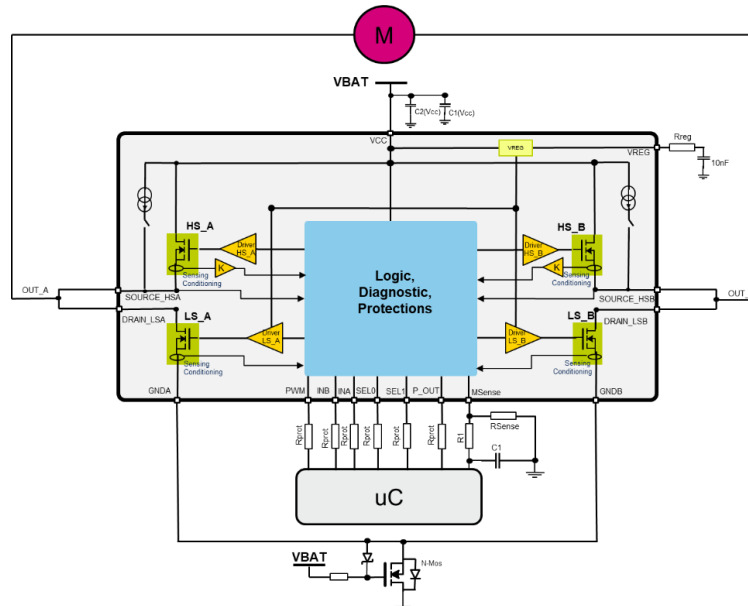 M
VBAT
C2(Vcc)
C1(Vcc)
VCC
VREG
VREG
Rreg
10nF
HS_A
HS_B
Driver
HS_A
Driver
HS_B
K
K
Sensing
Conditioning
Sensing
Conditioning
Logic,
Diagnostic,
Protections
OUT_A
OUT_
SOURCE_HSA
SOURCE_HSB
DRAIN_LSA
DRAIN_LSB
LS_A
LS_B
Driver
LS_A
Driver
LS_B
Sensing
Conditioning
Sensing
Conditioning
GNDA
PWM
INB
INA
SEL0
SEL1
P_OUT
MSense
GNDB
Rprot
Rprot
Rprot
Rprot
Rprot
Rprot
R1
RSense
C1
uC
VBAT
N-Mos